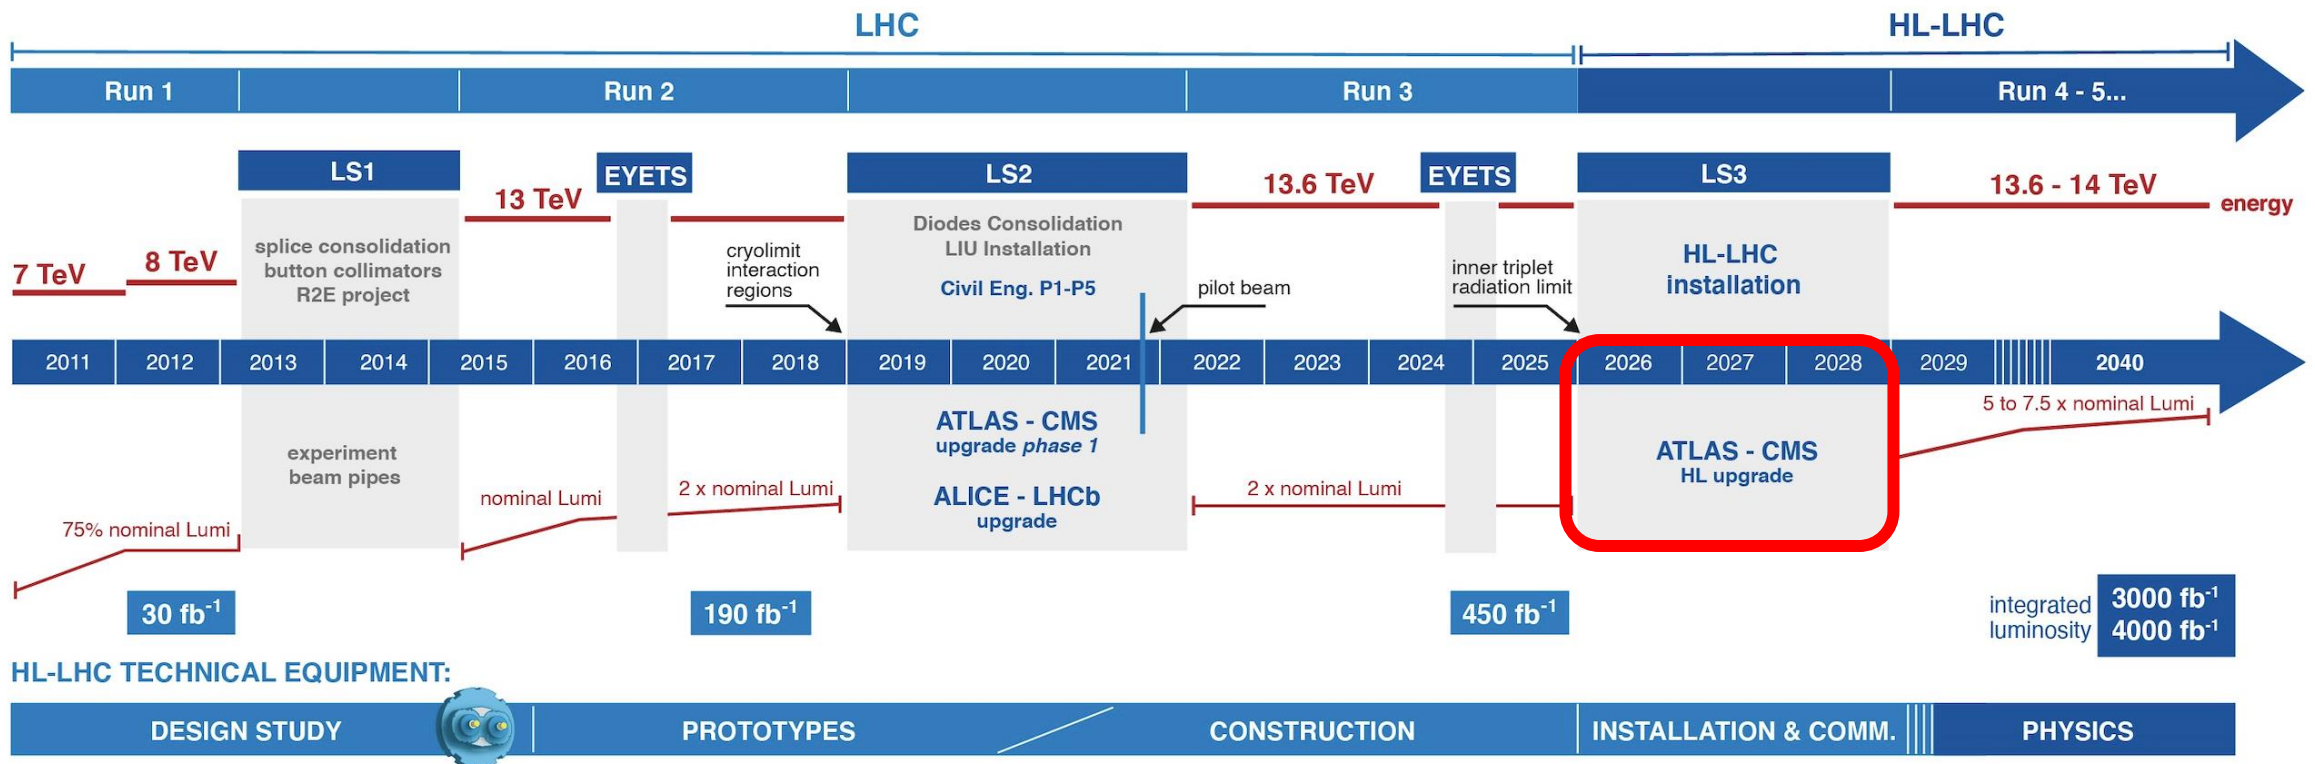 LHC
HL-LHC
Run 1
Run 2
Run 3
Run 4 - 5...
LS1
EYETS
LS2
EYETS
LS3
13 TeV
13.6 TeV
13.6 - 14 TeV
energy
7 TeV
8 TeV
splice consolidation
button collimators
R2E project
cryolimit
interaction
regions
Diodes Consolidation
LIU Installation
Civil Eng. P1-P5
pilot beam
inner triplet
radiation limit
HL-LHC
installation
2011
2012
2013
2014
2015
2016
2017
2018
2019
2020
2021
2022
2023
2024
2025
2026
2027
2028
2029
2040
75% nominal Lumi
experiment
beam pipes
nominal Lumi
2 x nominal Lumi
ATLAS - CMS
upgrade phase 1
ALICE - LHCb
upgrade
2 x nominal Lumi
ATLAS - CMS
HL upgrade
5 to 7.5 x nominal Lumi
30 fb-1
190 fb-1
450 fb-1
integrated
luminosity
3000 fb-1
4000 fb-1
HL-LHC TECHNICAL EQUIPMENT:
DESIGN STUDY
PROTOTYPES
CONSTRUCTION
INSTALLATION & COMM.
PHYSICS